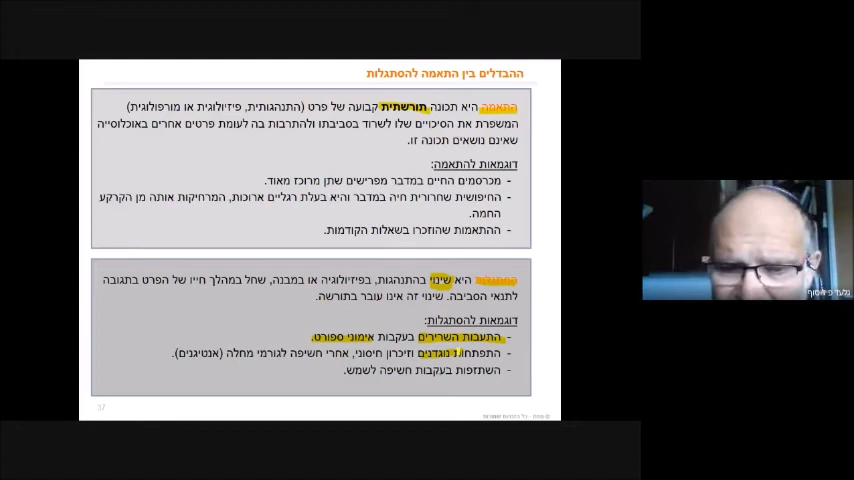 ההבדלים בין התאמה להסתגלות
התאמה היא תכונה תורשתית קבועה של פרט (התנהגותית, פיזיולוגית או מורפולוגית)
המשפרת את הסיכויים שלו לשרוד בסביבתו ולהתרבות בה לעומת פרטים אחרים באוכלוסייה
שאינם נושאים תכונה זו.
דוגמאות להתאמה:
- מכרסמים החיים במדבר מפרישים שתן מרוכז מאוד.
- החיפושית שחרורית חיה במדבר והיא בעלת רגליים ארוכות, המרחיקות אותה מן הקרקע
החמה.
- ההתאמות שהוזכרו בשאלות הקודמות.
הסתגלות היא שינוי בהתנהגות, בפיזיולוגיה או במבנה, שחל במהלך חייו של הפרט בתגובה
לתנאי הסביבה. שינוי זה אינו עובר בתורשה.
דוגמאות להסתגלות:
- התעבות השרירים בעקבות אימוני ספורט.
- התפתחות נוגדנים וזיכרון חיסוני, אחרי חשיפה לגורמי מחלה (אנטיגנים).
- השתזפות בעקבות חשיפה לשמש.
37
כל הזכויות שמורות
גלעד